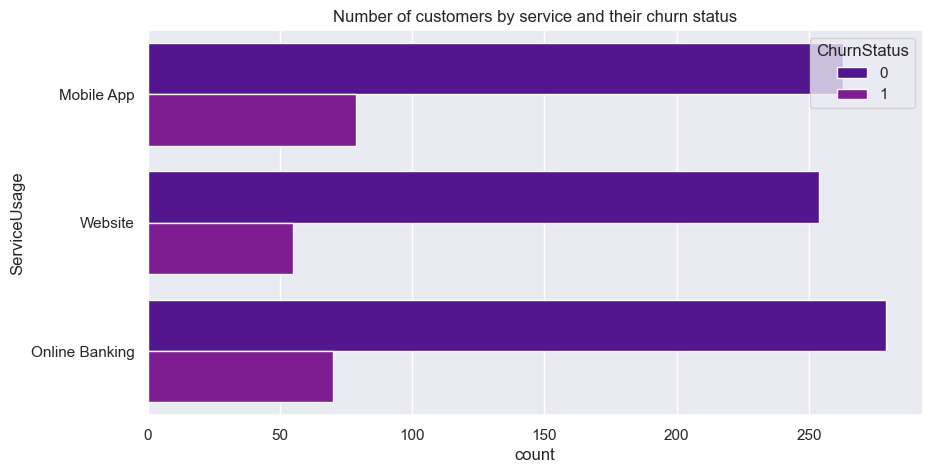 Number of customers by service and their churn status
ChurnStatus
0
1
Mobile App
Website
Online Banking
ServiceUsage
0 50 100 150 200 250
count